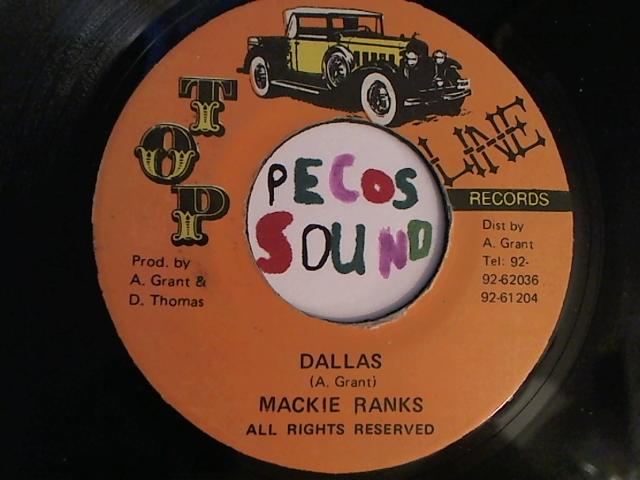 TOP
LINE
RECORDS
PECOS
SOUND
Prod. by
A. Grant &
D. Thomas
Dist by
A. Grant
Tel: 92-
92-62036
92-61204
DALLAS
(A. Grant)
MACKIE RANKS
ALL RIGHTS RESERVED